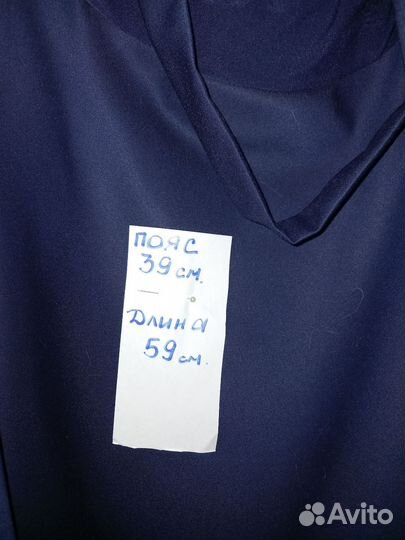 ПОЯС
39 см.
Длина
59 см.
Avito